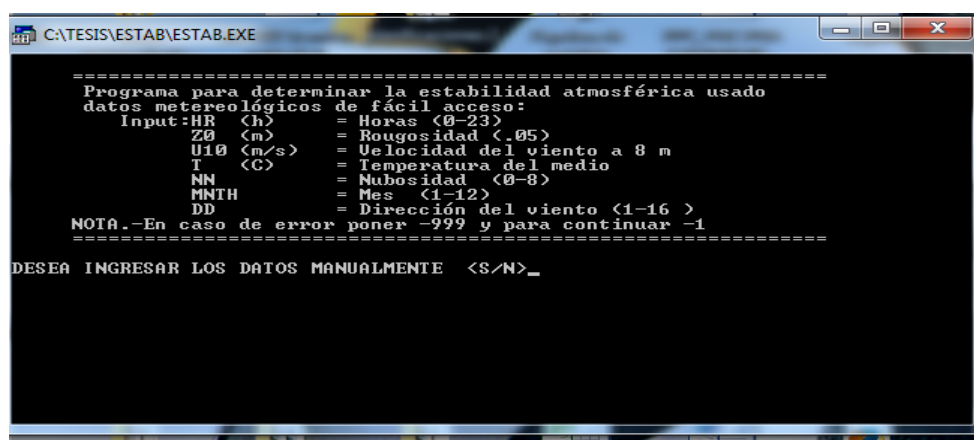 C:\TESIS\ESTAB\ESTAB.EXE
==============================================================
Programa para determinar la estabilidad atmosférica usado
datos metereológicos de fácil acceso:
Input:HR (h) = Horas (0-23)
Z0 (m) = Rougosidad (.05)
U10 (m/s) = Velocidad del viento a 8 m
T (C) = Temperatura del medio
NN = Nubosidad (0-8)
MNTH = Mes (1-12)
DD = Dirección del viento (1-16 )
NOTA.-En caso de error poner -999 y para continuar -1
==============================================================
DESEA INGRESAR LOS DATOS MANUALMENTE <S/N>_